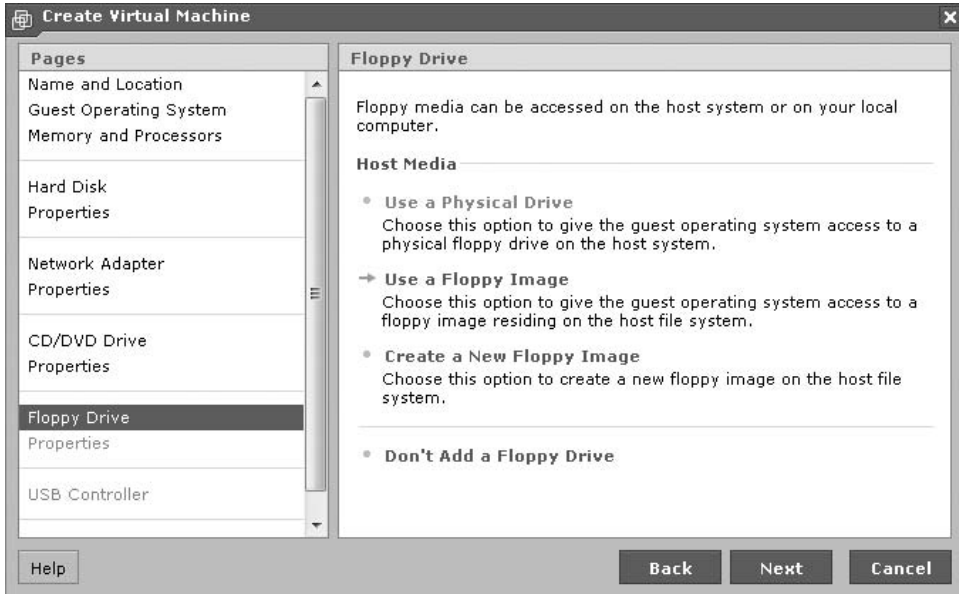 Create Virtual Machine
Pages
Name and Location
Guest Operating System
Memory and Processors
Hard Disk
Properties
Network Adapter
Properties
CD/DVD Drive
Properties
Floppy Drive
Properties
USB Controller
Floppy Drive
Floppy media can be accessed on the host system or on your local
computer.
Host Media
Use a Physical Drive
Choose this option to give the guest operating system access to a
physical floppy drive on the host system.
Use a Floppy Image
Choose this option to give the guest operating system access to a
floppy image residing on the host file system.
Create a New Floppy Image
Choose this option to create a new floppy image on the host file
system.
Don't Add a Floppy Drive
Help
Back
Next
Cancel